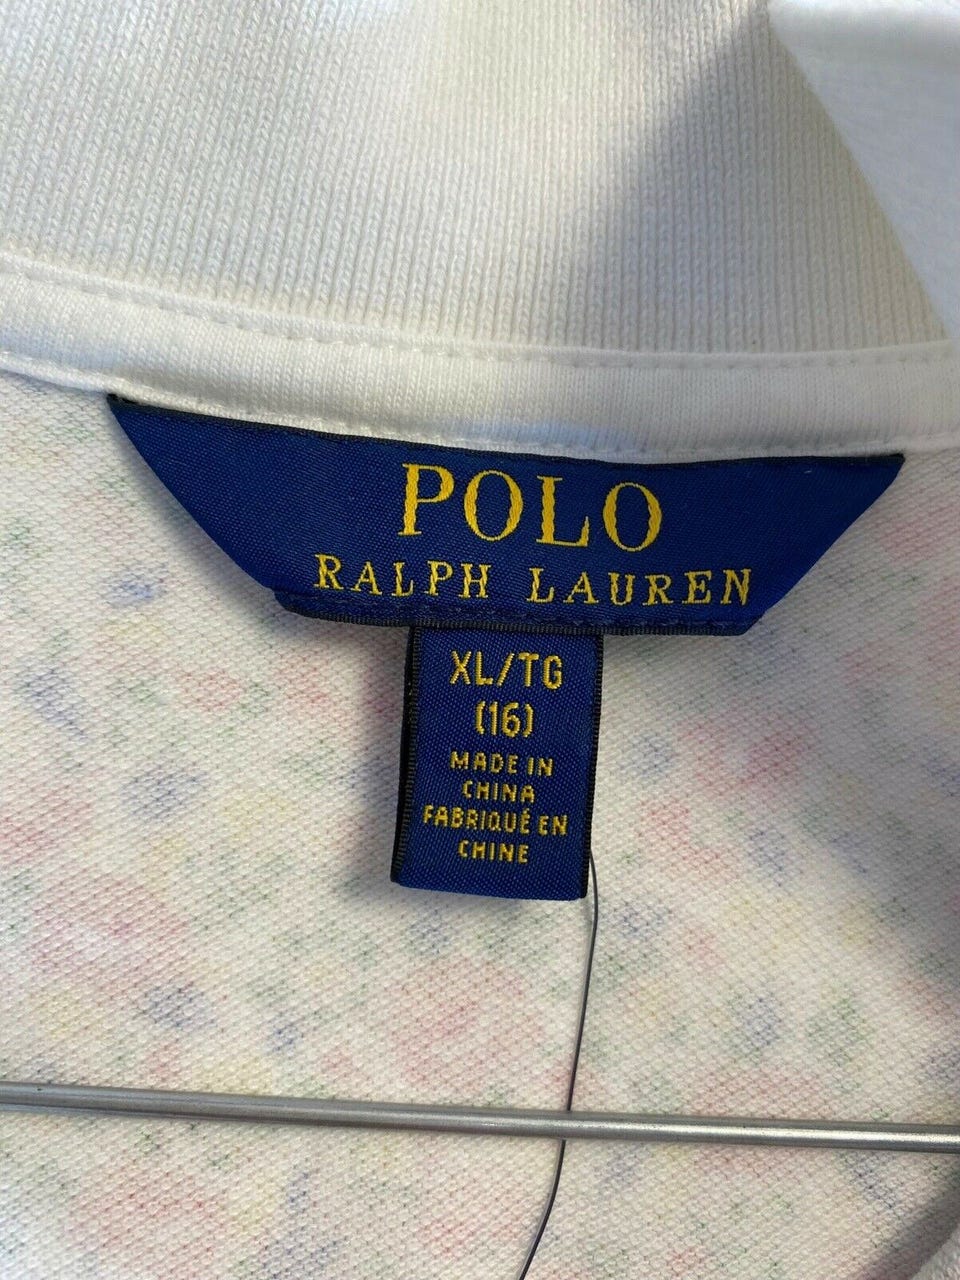 POLO
RALPH LAUREN
XL/TG
(16)
MADE IN
CHINA
FABRIQUÉ EN
CHINE